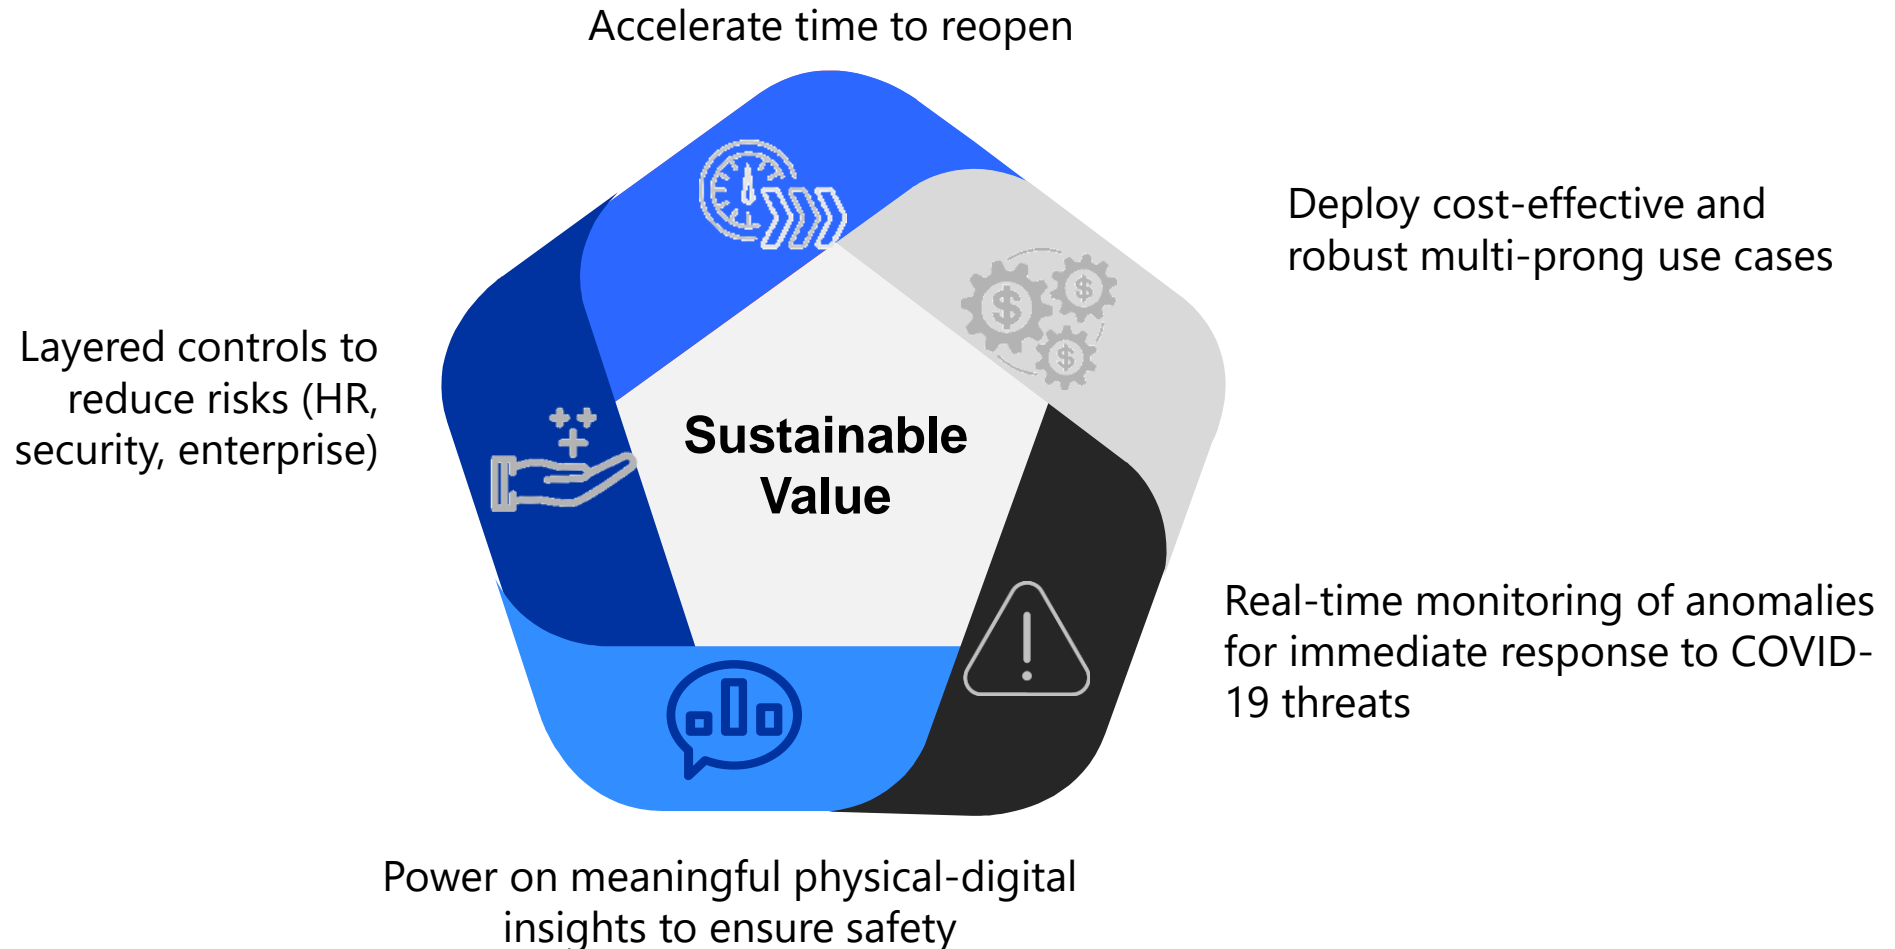 Accelerate time to reopen
Deploy cost-effective and
robust multi-prong use cases
Layered controls to
reduce risks (HR,
security, enterprise)
Sustainable
Value
$
$
$
Real-time monitoring of anomalies
for immediate response to COVID-
19 threats
Power on meaningful physical-digital
insights to ensure safety